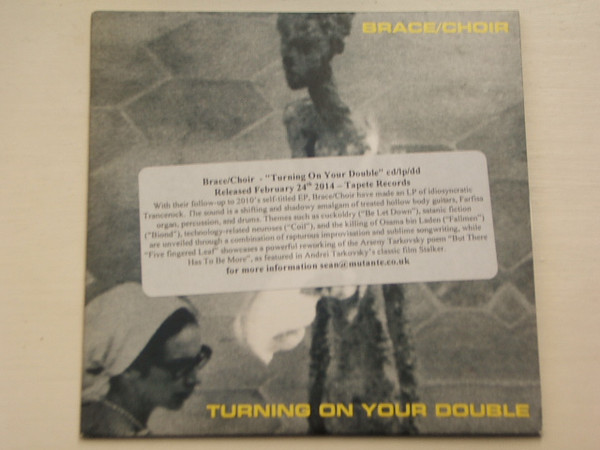 BRACE/CHOIR
Brace/Choir - "Turning On Your Double" cd/lp/dd
Released February 24th 2014 – Tapete Records
With their follow-up to 2010's self-titled EP, Brace/Choir have made an LP of idiosyncratic
Trancerock. The sound is a shifting and shadowy amalgam of treated hollow body guitars, Farfisa
organ, percussion, and drums. Themes such as cuckoldry ("Be Let Down"), satanic fiction
("Biond"), technology-related neuroses ("Coil"), and the killing of Osama bin Laden ("Fallmen")
are unveiled through a combination of rapturous improvisation and sublime songwriting, while
"Five fingered Leaf" showcases a powerful reworking of the Arseny Tarkovsky poem "But There
Has To Be More", as featured in Andrei Tarkovsky's classic film Stalker.
for more information sean@mutante.co.uk
TURNING ON YOUR DOUBLE